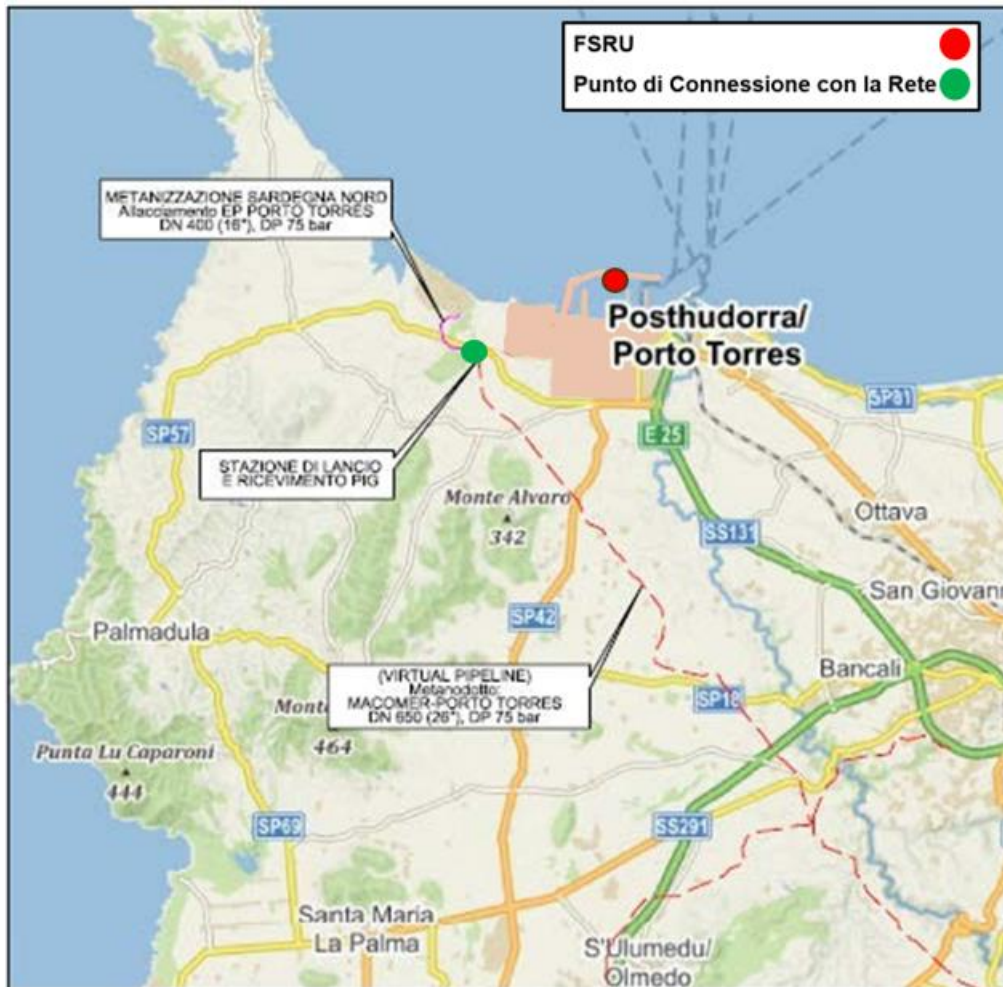 FSRU
Punto di Connessione con la Rete
METANIZZAZIONE SARDEGNA NORD
Allacciamento EP PORTO TORRES
DN 400 (16"), DP 75 bar
Posthudorra/
Porto Torres
SP81
SP57
E 25
STAZIONE DI LANCIO
E RICEVIMENTO PIG
Monte Alvaro
342
Ottava
SS131
San Giovann
SP42
Palmadula
Bancali
(VIRTUAL PIPELINE)
Metanodotto:
MACOMER-PORTO TORRES
DN 650 (26"), DP 75 bar
SP18
Mont
464
Punta Lu Caparoni
444
SP69
SS291
Santa Maria
La Palma
S'Ulumedu/
Olmedo